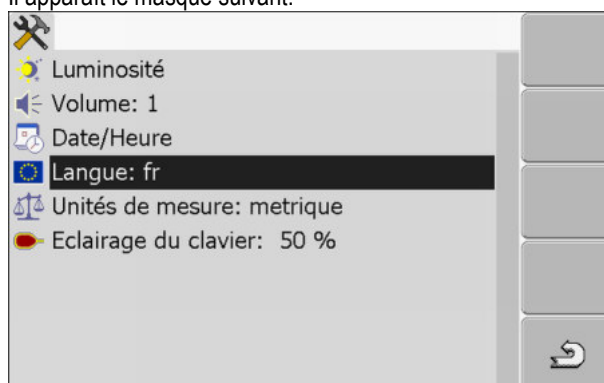 Il apparaît le masque suivant:
Luminosité
Volume: 1
Date/Heure
Langue: fr
Unités de mesure: metrique
Eclairage du clavier: 50 %